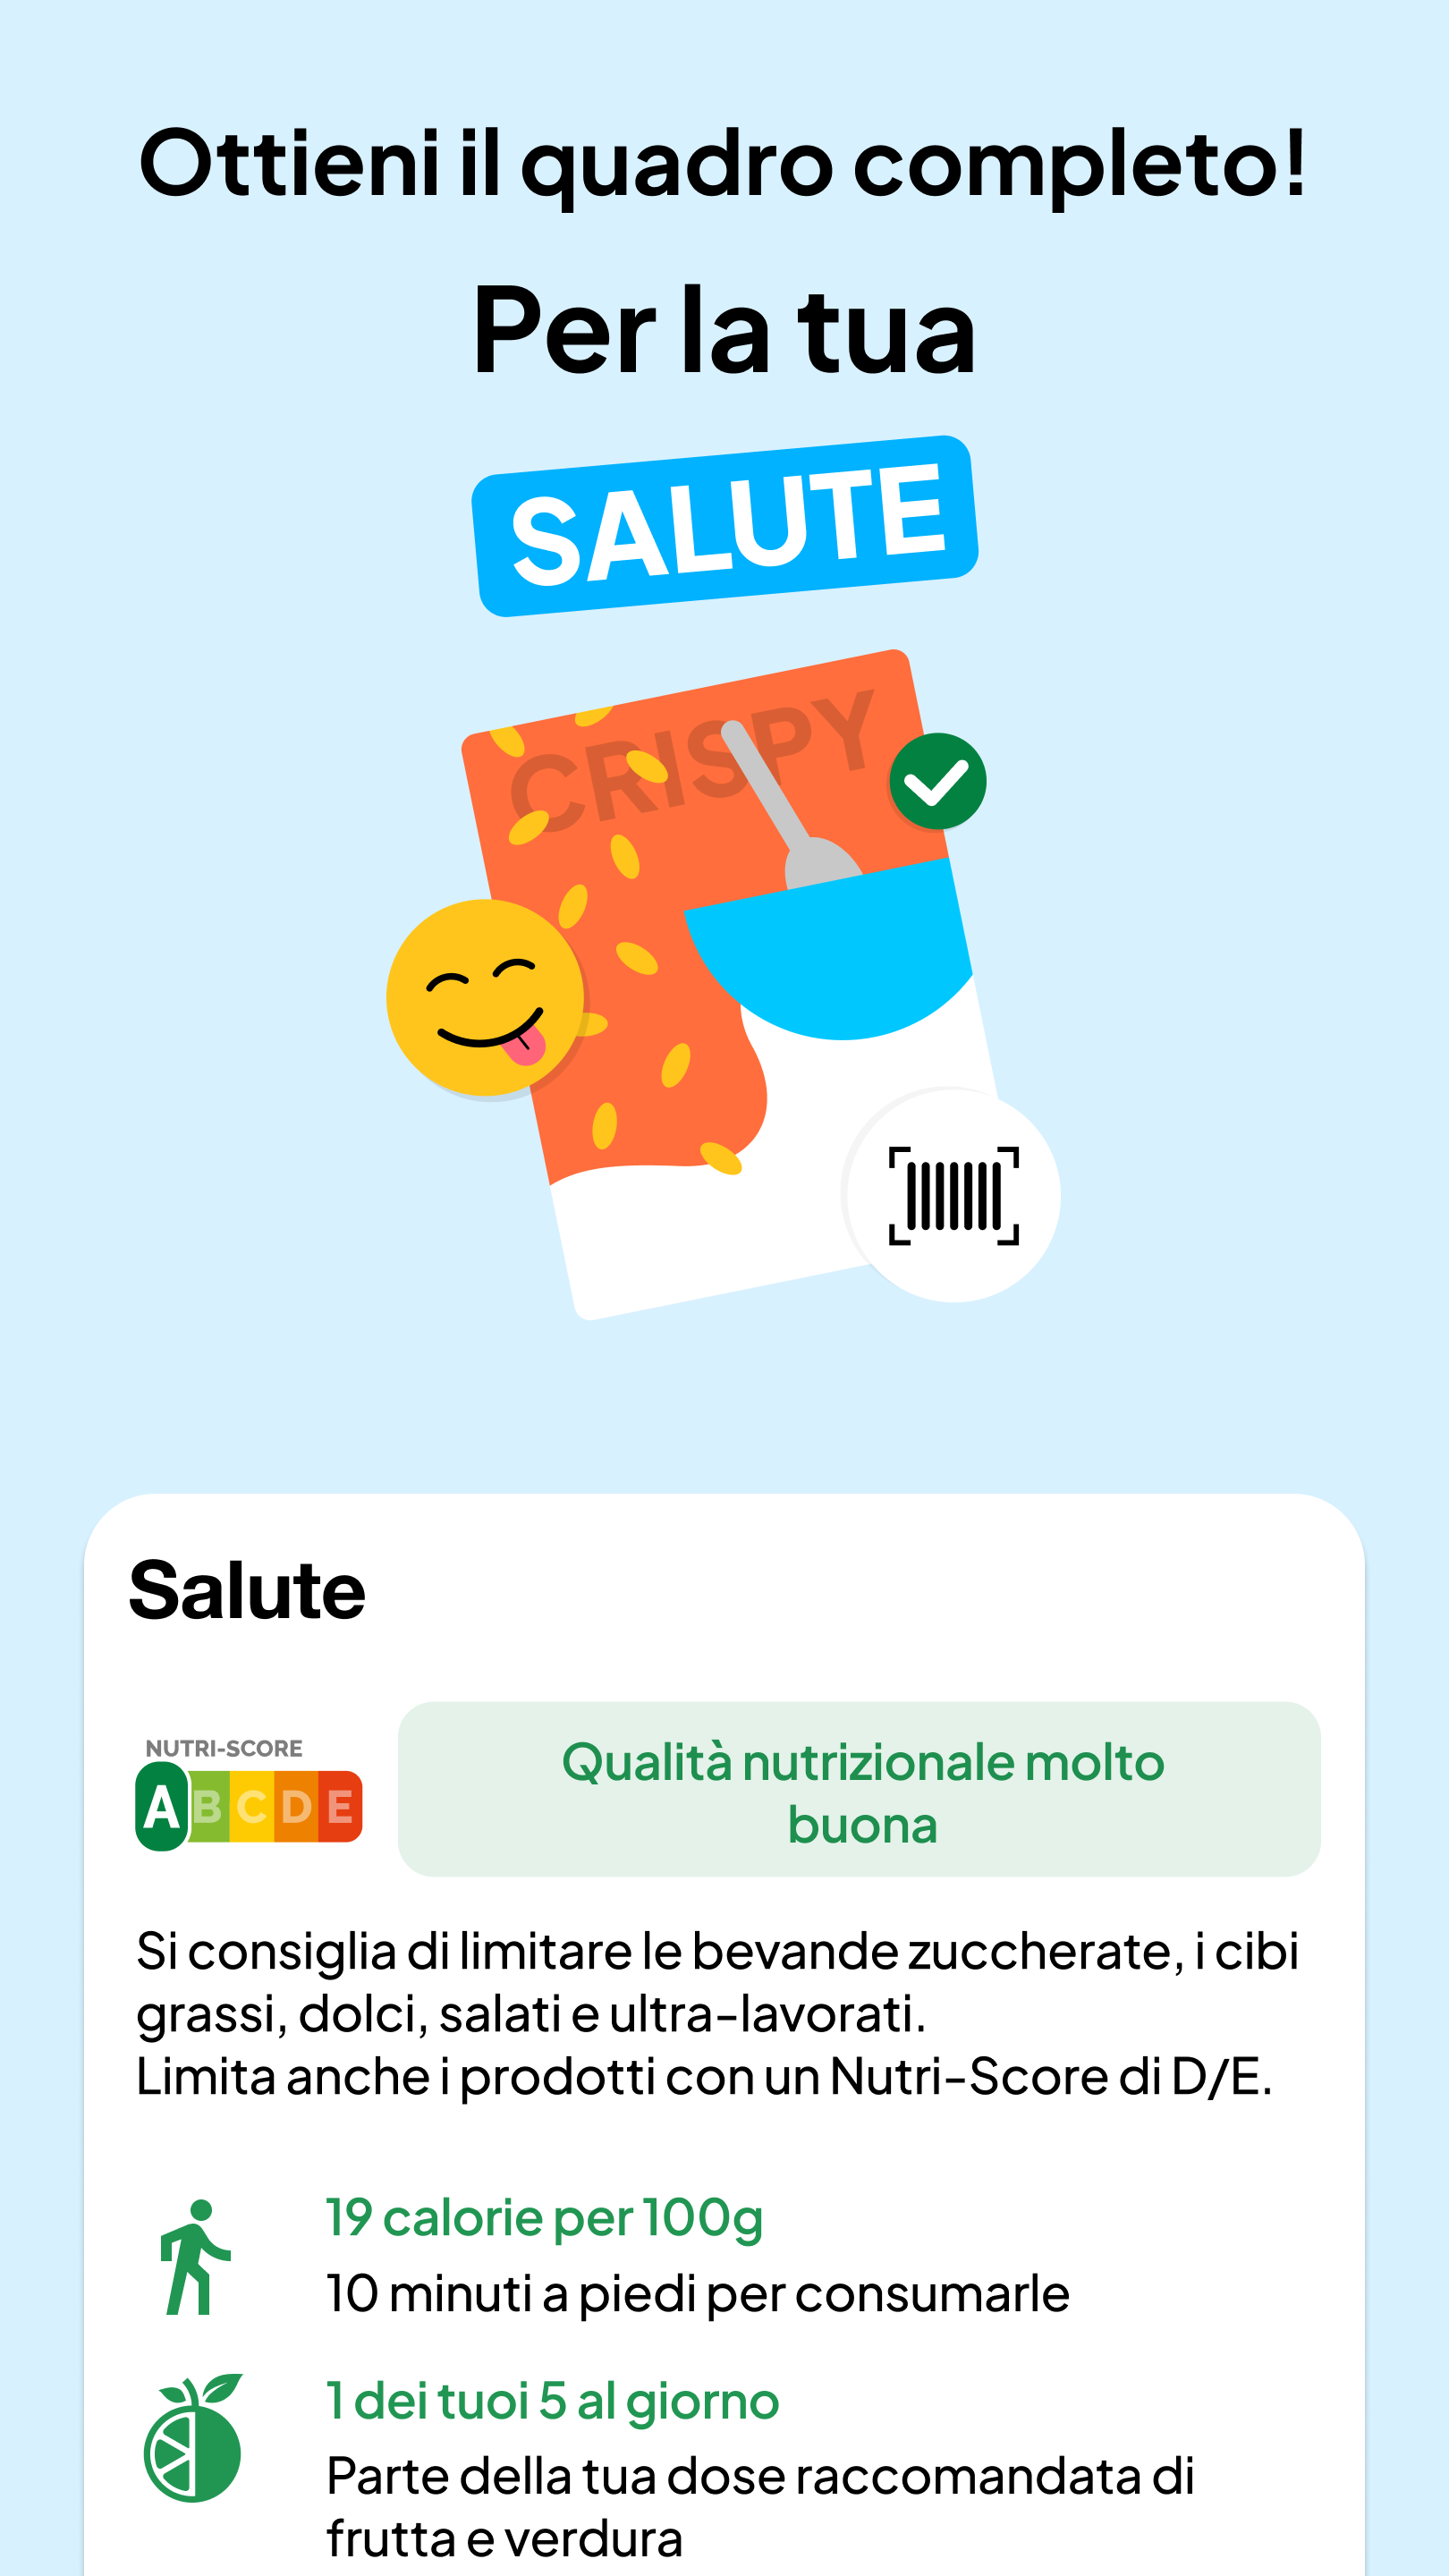 Ottieni il quadro completo!
Per la tua
SALUTE
CRISPY
Salute
NUTRI-SCORE
A B C D E
Qualità nutrizionale molto
buona
Si consiglia di limitare le bevande zuccherate, i cibi
grassi, dolci, salati e ultra-lavorati.
Limita anche i prodotti con un Nutri-Score di D/E.
19 calorie per 100g
10 minuti a piedi per consumarle
1 dei tuoi 5 al giorno
Parte della tua dose raccomandata di
frutta e verdura